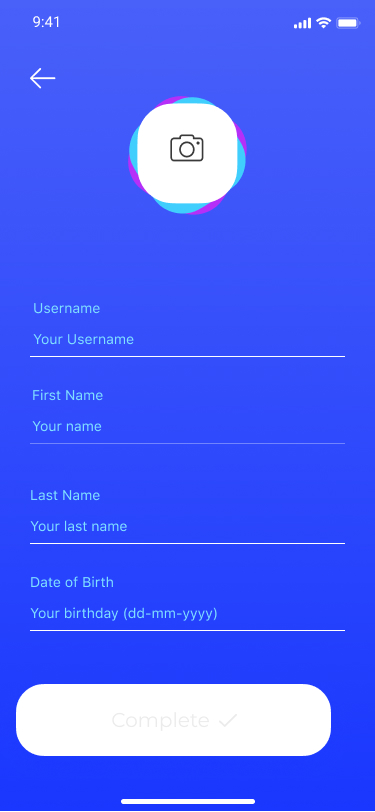 9:41
Username
Your Username
First Name
Your name
Last Name
Your last name
Date of Birth
Your birthday (dd-mm-yyyy)
Complete